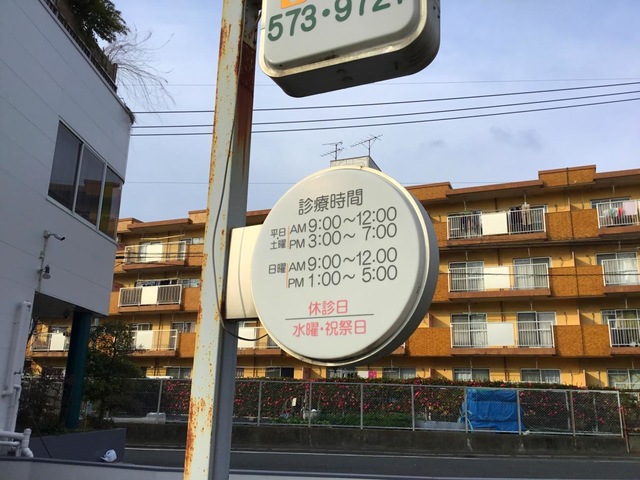 573・9727
診療時間
平日 AM 9:00〜12:00
土曜 PM 3:00〜 7:00
日曜 AM 9:00〜12.00
PM 1:00〜 5:00
休診日
水曜・祝祭日